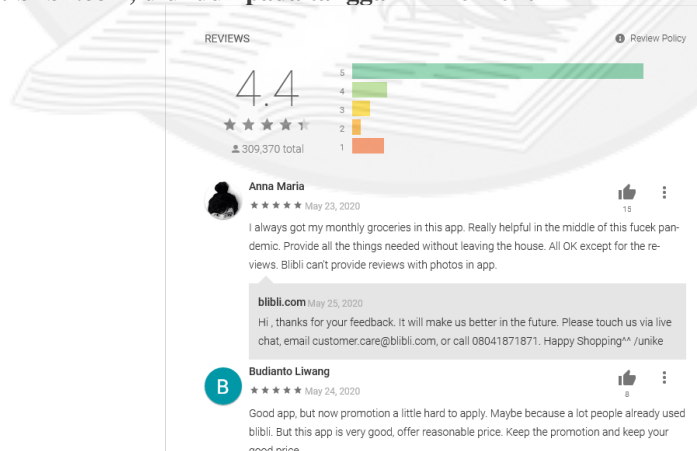 REVIEWS
Review Policy
4.4
309,370 total
5
4
3
2
1
Anna Maria
May 23, 2020
15
I always got my monthly groceries in this app. Really helpful in the middle of this fucek pan-
demic. Provide all the things needed without leaving the house. All OK except for the re-
views. Blibli can't provide reviews with photos in app.
blibli.com May 25, 2020
Hi , thanks for your feedback. It will make us better in the future. Please touch us via live
chat, email customer.care@blibli.com, or call 08041871871. Happy Shopping^^ /unike
B
Budianto Liwang
May 24, 2020
8
Good app, but now promotion a little hard to apply. Maybe because a lot people already used
blibli. But this app is very good, offer reasonable price. Keep the promotion and keep your
good price